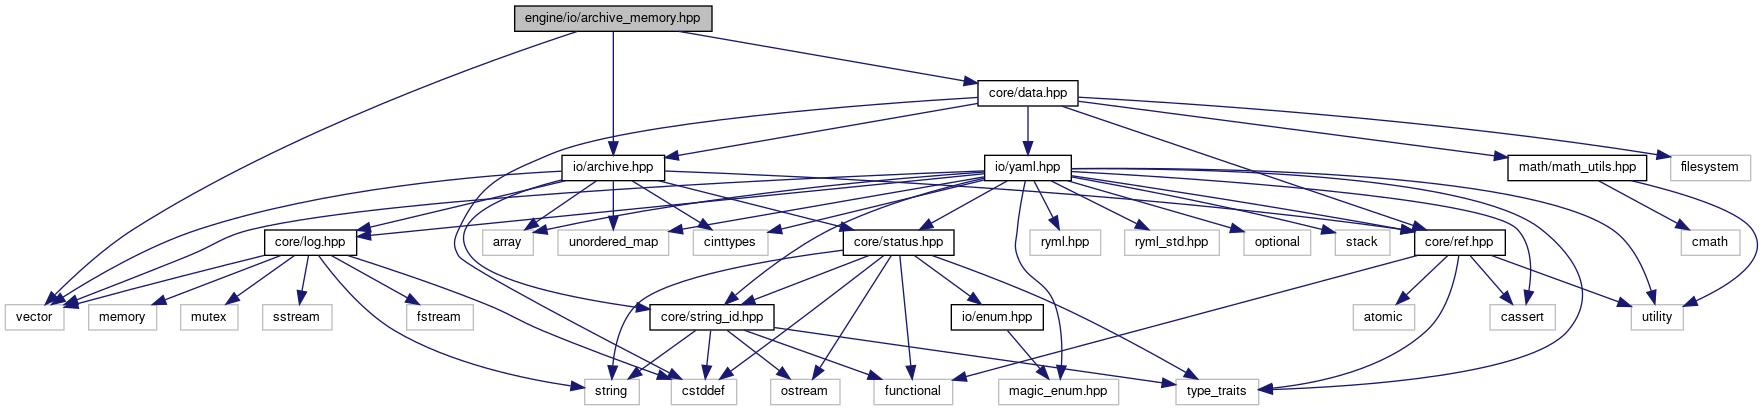 engine/io/archive_memory.hpp
core/data.hpp
io/archive.hpp
io/yaml.hpp
math/math_utils.hpp
filesystem
core/log.hpp
array
unordered_map
cinttypes
core/status.hpp
ryml.hpp
ryml_std.hpp
optional
stack
core/ref.hpp
cmath
vector
memory
mutex
sstream
fstream
core/string_id.hpp
io/enum.hpp
atomic
cassert
utility
string
cstddef
ostream
functional
magic_enum.hpp
type_traits